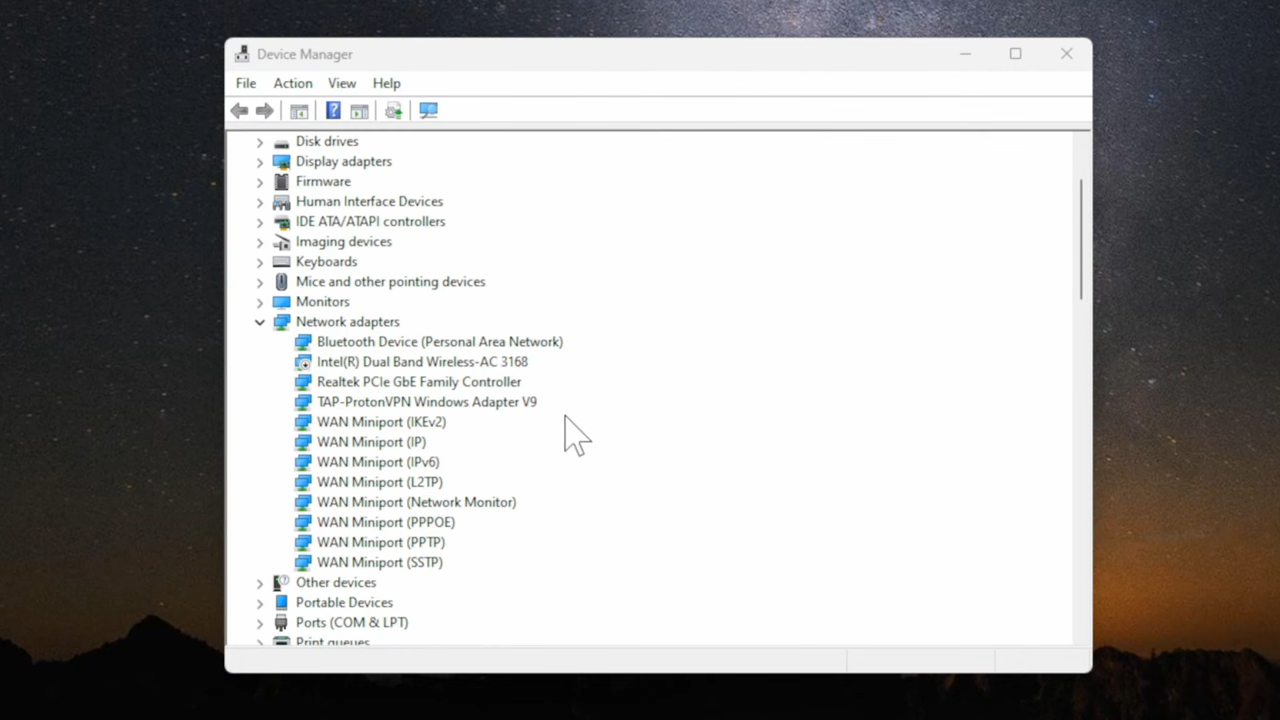 Device Manager
File Action View Help
Disk drives
Display adapters
Firmware
Human Interface Devices
IDE ATA/ATAPI controllers
Imaging devices
Keyboards
Mice and other pointing devices
Monitors
Network adapters
Bluetooth Device (Personal Area Network)
Intel(R) Dual Band Wireless-AC 3168
Realtek PCIe GbE Family Controller
TAP-ProtonVPN Windows Adapter V9
WAN Miniport (IKEv2)
WAN Miniport (IP)
WAN Miniport (IPv6)
WAN Miniport (L2TP)
WAN Miniport (Network Monitor)
WAN Miniport (PPPOE)
WAN Miniport (PPTP)
WAN Miniport (SSTP)
Other devices
Portable Devices
Ports (COM & LPT)
Print queues